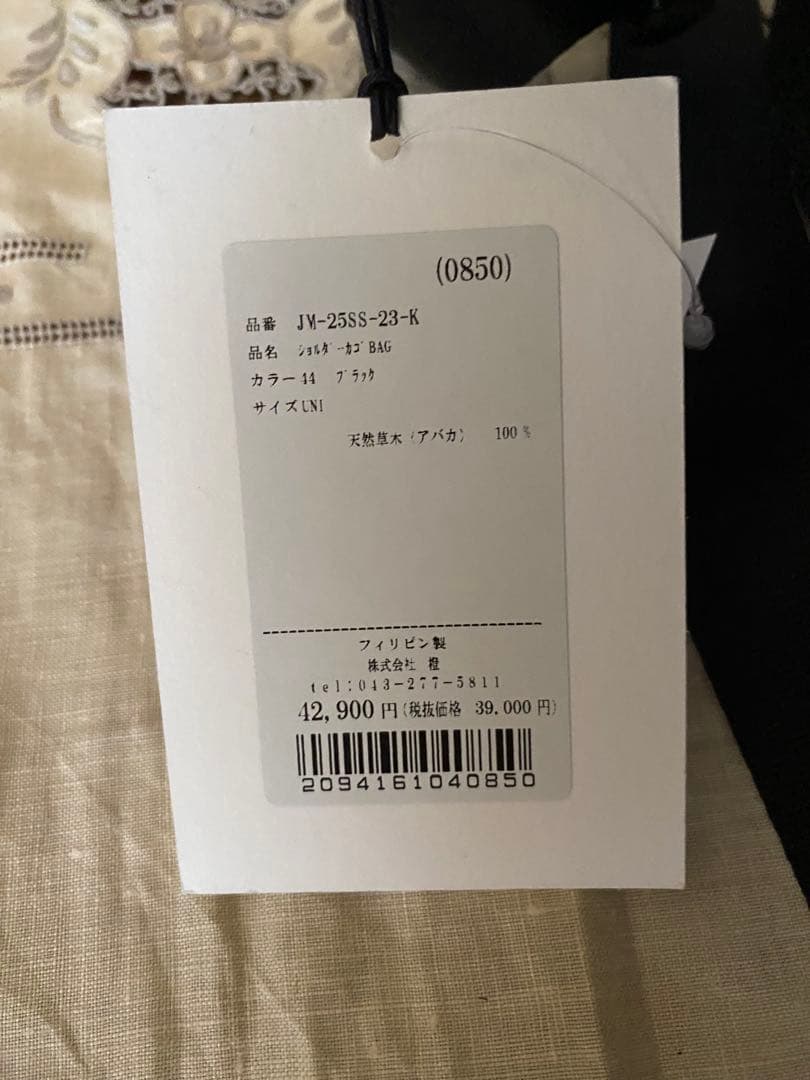 (0850)
品番 JM-25SS-23-K
品名 ｼｮﾙﾀﾞｰｶｺﾞBAG
カラー44 ﾌﾞﾗｯｸ
サイズUNI
天然草木(アバカ) 100%
フィリピン製
株式会社 橙
tel:043-277-5811
42,900円(税抜価格 39.000円)
2094161040850